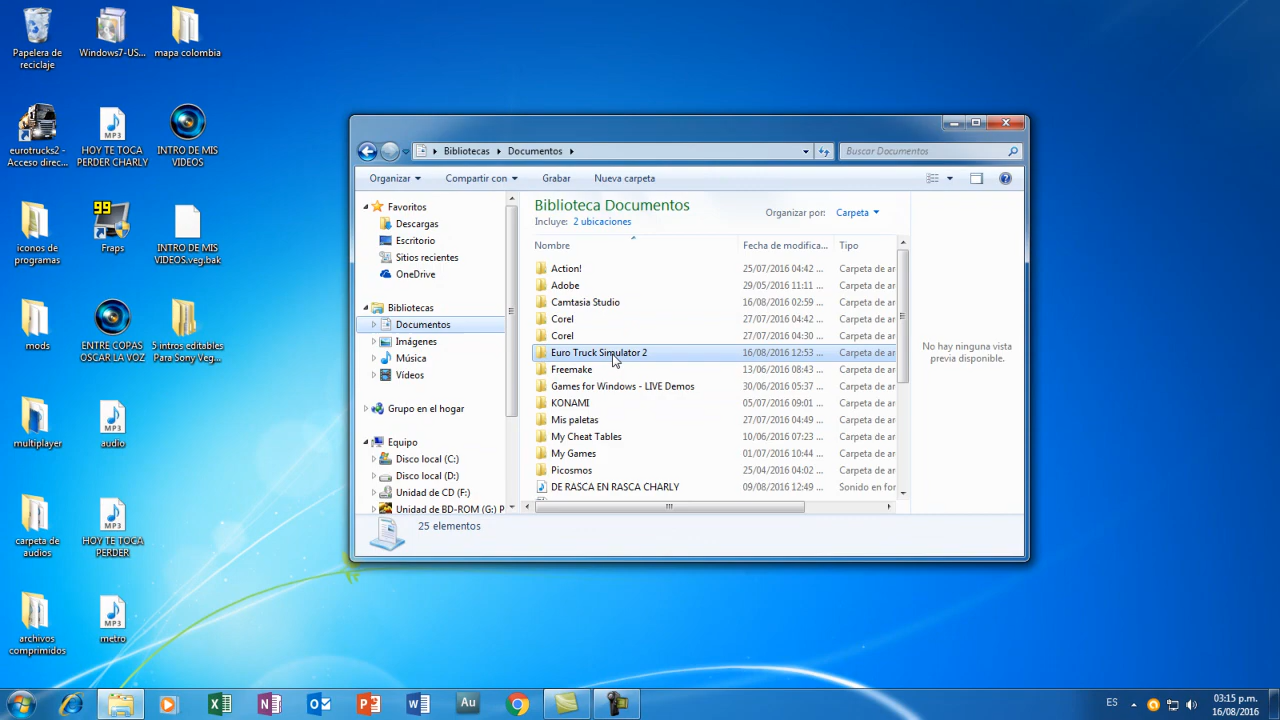 Papelera de
reciclaje
Windows7-US...
mapa colombia
eurotrucks2 -
Acceso direc...
HOY TE TOCA
PERDER CHARLY
INTRO DE MIS
VIDEOS
iconos de
programas
99
Fraps
INTRO DE MIS
VIDEOS.veg.bak
mods
ENTRE COPAS
OSCAR LA VOZ
5 intros editables
Para Sony Veg...
multiplayer
audio
carpeta de
audios
HOY TE TOCA
PERDER
archivos
comprimidos
metro
MP3
MP3
MP3
MP3
Bibliotecas
Documentos
Buscar Documentos
Organizar
Compartir con
Grabar
Nueva carpeta
Favoritos
Descargas
Escritorio
Sitios recientes
OneDrive
Bibliotecas
Documentos
Imágenes
Música
Vídeos
Grupo en el hogar
Equipo
Disco local (C:)
Disco local (D:)
Unidad de CD (F:)
Unidad de BD-ROM (G:) P
Biblioteca Documentos
Incluye: 2 ubicaciones
Organizar por: Carpeta
Nombre Fecha de modifica... Tipo
Action! 25/07/2016 04:42 ... Carpeta de ar
Adobe 29/05/2016 11:11 ... Carpeta de ar
Camtasia Studio 16/08/2016 02:59 ... Carpeta de ar
Corel 27/07/2016 04:42 ... Carpeta de ar
Corel 27/07/2016 04:30 ... Carpeta de ar
Euro Truck Simulator 2 16/08/2016 12:53 ... Carpeta de ar
Freemake 13/06/2016 08:43 ... Carpeta de ar
Games for Windows - LIVE Demos 30/06/2016 05:37 ... Carpeta de ar
KONAMI 05/07/2016 09:01 ... Carpeta de ar
Mis paletas 27/07/2016 04:49 ... Carpeta de ar
My Cheat Tables 10/06/2016 07:23 ... Carpeta de ar
My Games 01/07/2016 10:44 ... Carpeta de ar
Picosmos 25/04/2016 04:02 ... Carpeta de ar
DE RASCA EN RASCA CHARLY 09/08/2016 12:49 ... Sonido en for
No hay ninguna vista
previa disponible.
25 elementos
Au
ES
03:15 p.m.
16/08/2016